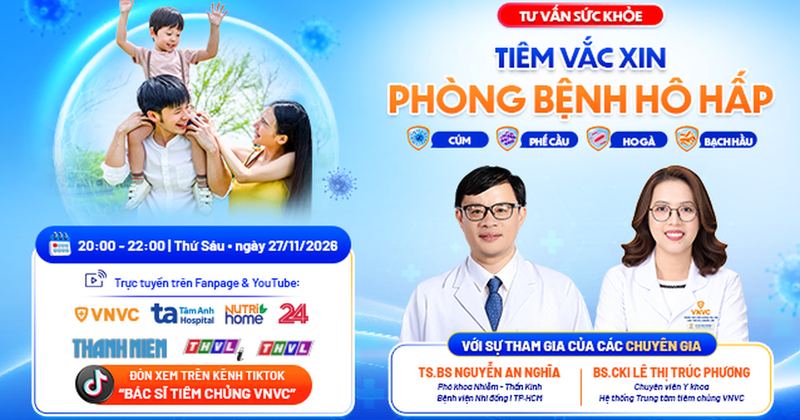 TƯ VẤN SỨC KHỎE
TIÊM VẮC XIN
PHÒNG BỆNH HÔ HẤP
CÚM
PHẾ CẦU
HO GÀ
BẠCH HẦU
20:00 - 22:00 | Thứ Sáu • ngày 27/11/2026
Trực tuyến trên Fanpage & YouTube:
VNVC
ta Tâm Anh Hospital
NUTRI home
24
THANH NIÊN
THVLi
THVL
ĐÓN XEM TRÊN KÊNH TIKTOK
“BÁC SĨ TIÊM CHỦNG VNVC”
VNVC
VỚI SỰ THAM GIA CỦA CÁC CHUYÊN GIA
TS.BS NGUYỄN AN NGHĨA
Phó khoa Nhiễm - Thần Kinh
Bệnh viện Nhi đồng 1 TP-HCM
BS.CKI LÊ THỊ TRÚC PHƯƠNG
Chuyên viên Y khoa
Hệ thống Trung tâm tiêm chủng VNVC